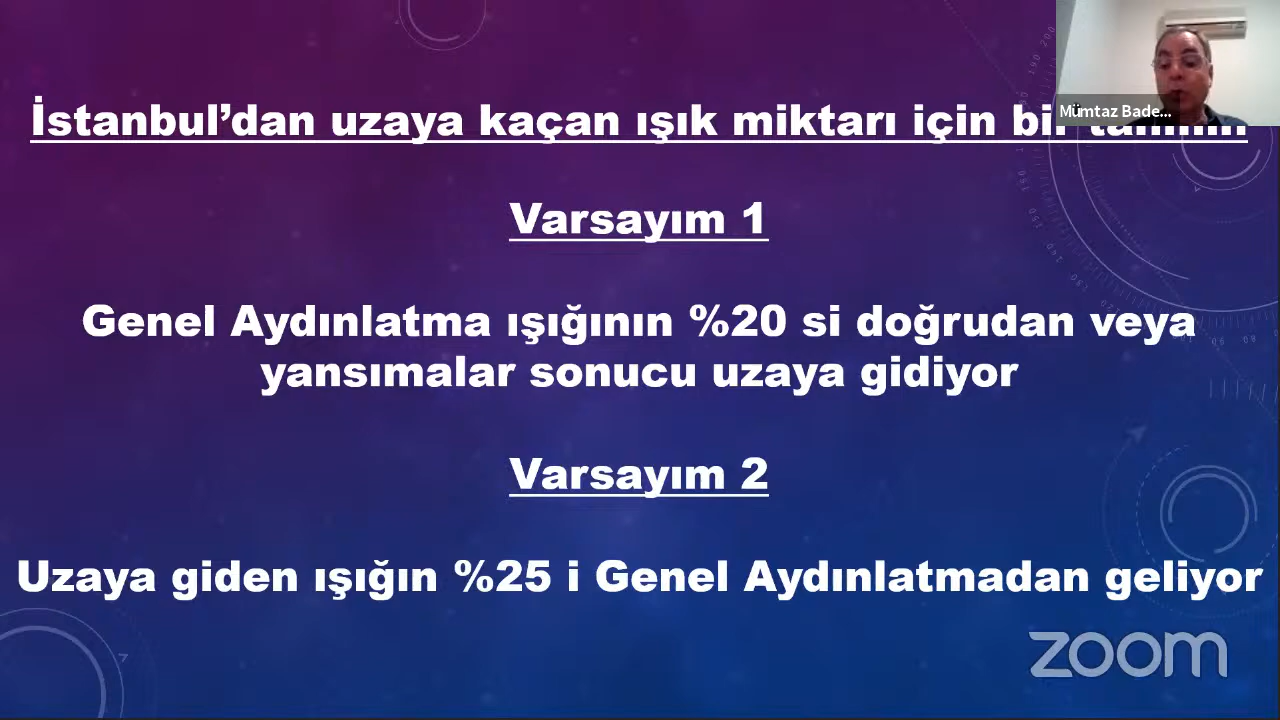 İstanbul’dan uzaya kaçan ışık miktarı için bir
Mümtaz Bade...
Varsayım 1
Genel Aydınlatma ışığının %20 si doğrudan veya
yansımalar sonucu uzaya gidiyor
Varsayım 2
Uzaya giden ışığın %25 i Genel Aydınlatmadan geliyor
zoom